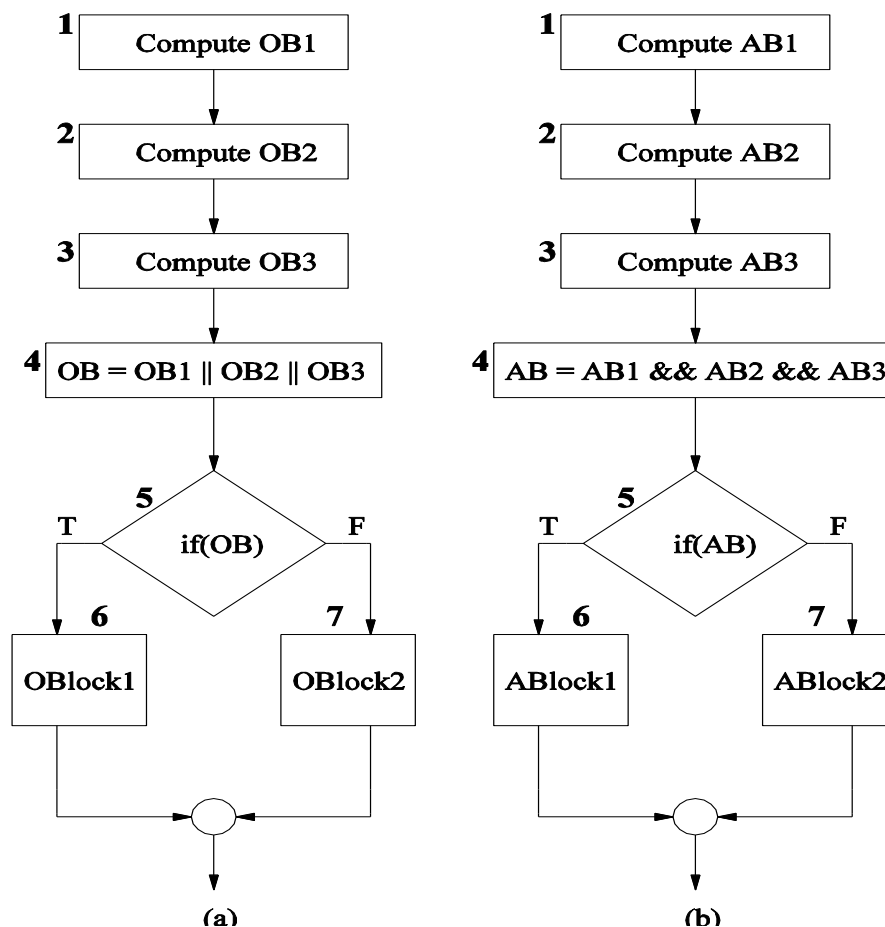 1
Compute OB1
2
Compute OB2
3
Compute OB3
4
OB = OB1 || OB2 || OB3
5
if(OB)
T
F
6
OBlock1
7
OBlock2
(a)
1
Compute AB1
2
Compute AB2
3
Compute AB3
4
AB = AB1 && AB2 && AB3
5
if(AB)
T
F
6
ABlock1
7
ABlock2
(b)